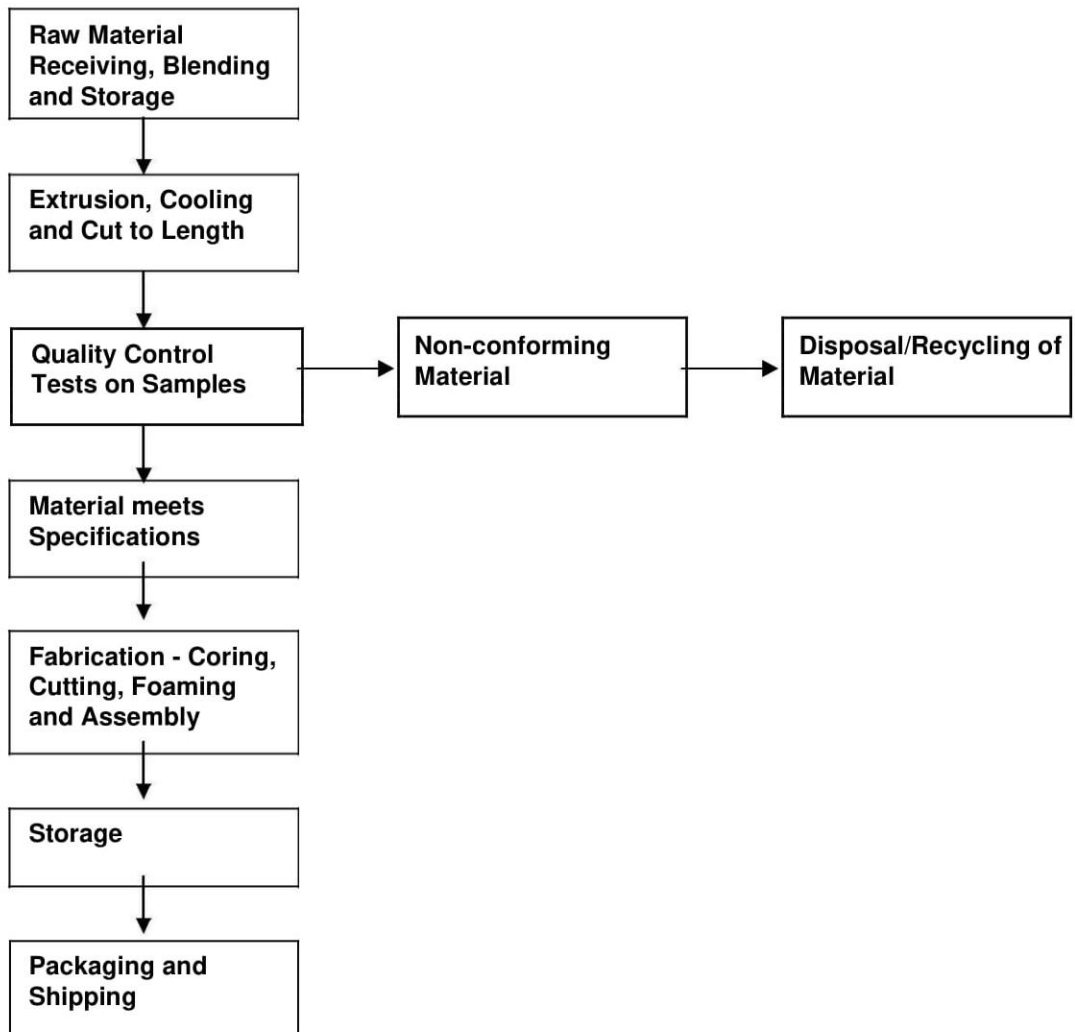 Raw Material
Receiving, Blending
and Storage
Extrusion, Cooling
and Cut to Length
Quality Control
Tests on Samples
Non-conforming
Material
Disposal/Recycling of
Material
Material meets
Specifications
Fabrication - Coring,
Cutting, Foaming
and Assembly
Storage
Packaging and
Shipping